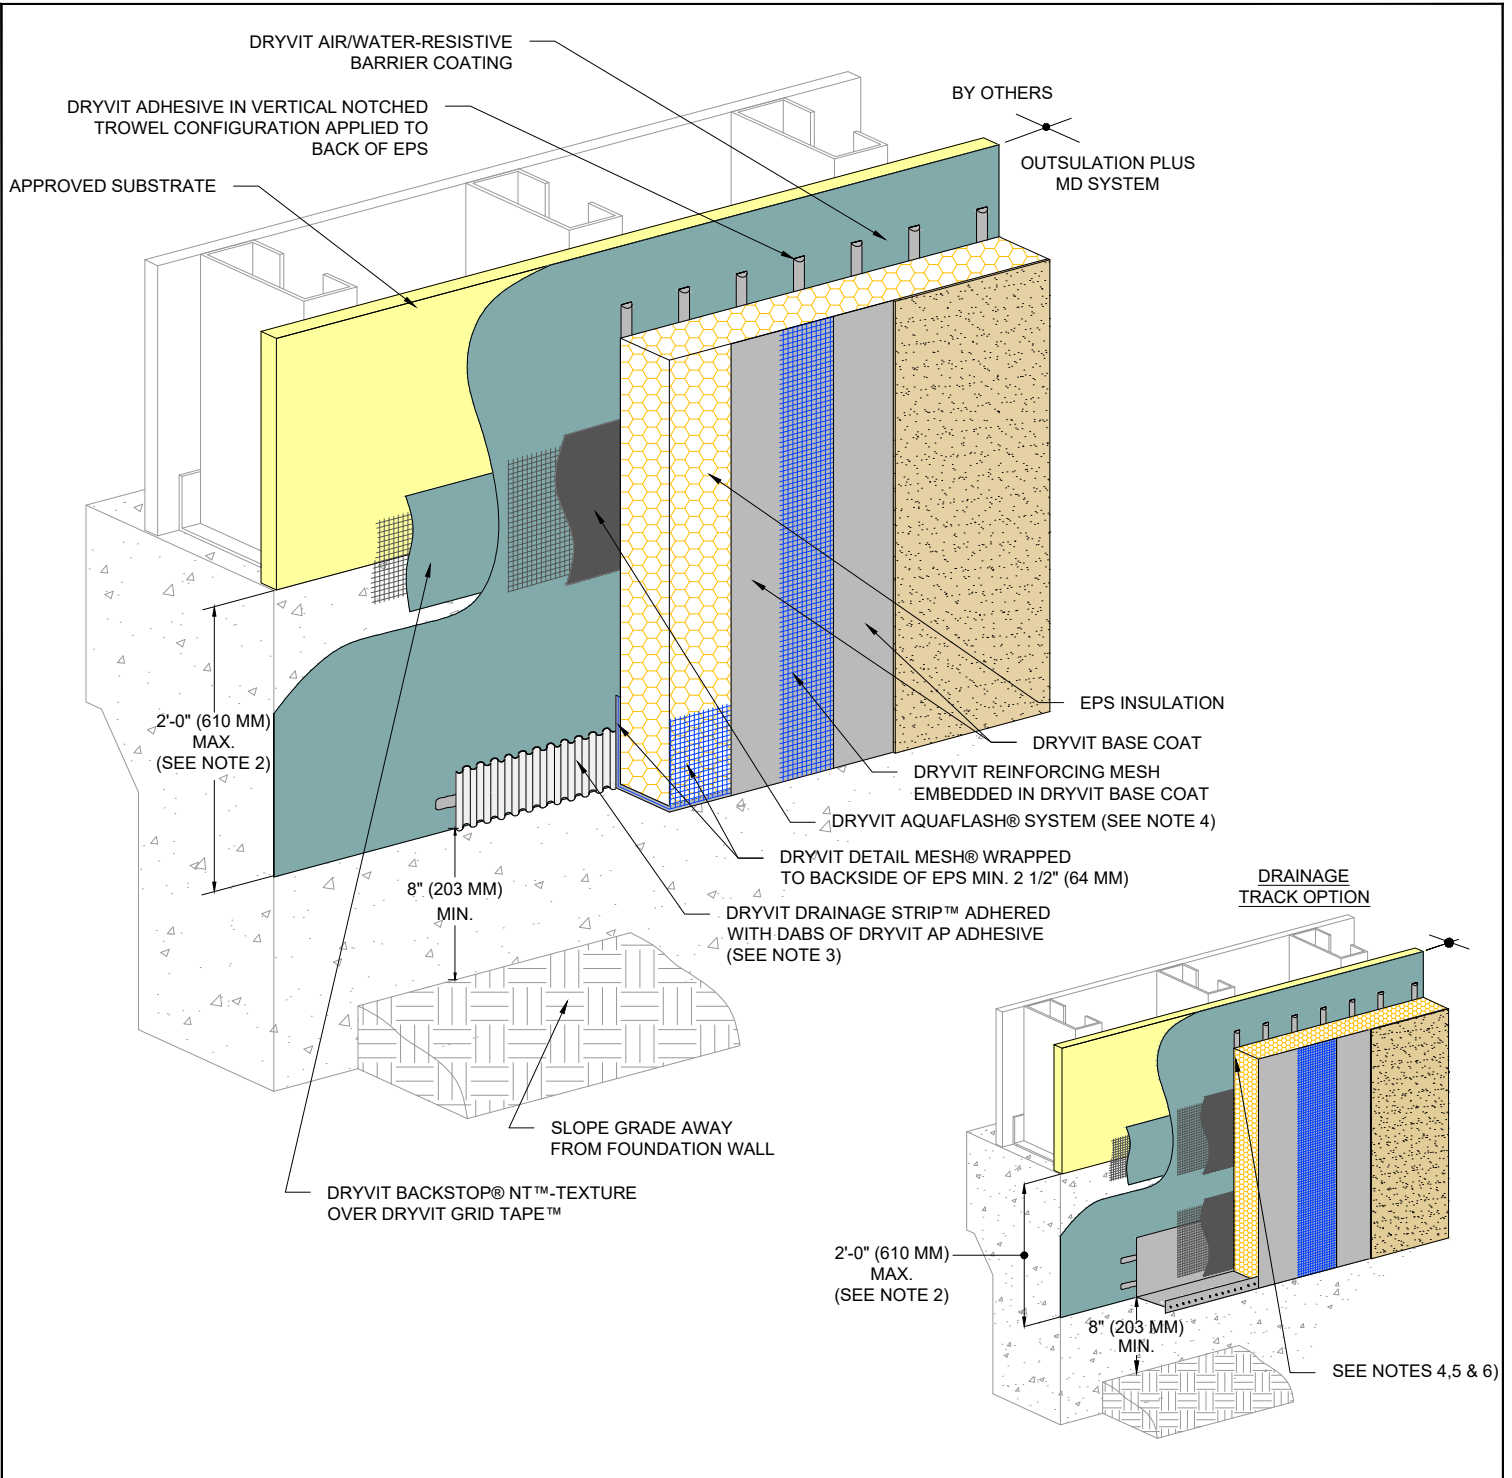 DRYVIT AIR/WATER-RESISTIVE
BARRIER COATING
DRYVIT ADHESIVE IN VERTICAL NOTCHED
TROWEL CONFIGURATION APPLIED TO
BACK OF EPS
APPROVED SUBSTRATE
BY OTHERS
OUTSULATION PLUS
MD SYSTEM
2'-0" (610 MM)
MAX.
(SEE NOTE 2)
8" (203 MM)
MIN.
EPS INSULATION
DRYVIT BASE COAT
DRYVIT REINFORCING MESH
EMBEDDED IN DRYVIT BASE COAT
DRYVIT AQUAFLASH® SYSTEM (SEE NOTE 4)
DRYVIT DETAIL MESH® WRAPPED
TO BACKSIDE OF EPS MIN. 2 1/2" (64 MM)
DRYVIT DRAINAGE STRIP™ ADHERED
WITH DABS OF DRYVIT AP ADHESIVE
(SEE NOTE 3)
SLOPE GRADE AWAY
FROM FOUNDATION WALL
DRYVIT BACKSTOP® NT™-TEXTURE
OVER DRYVIT GRID TAPE™
DRAINAGE
TRACK OPTION
2'-0" (610 MM)
MAX.
(SEE NOTE 2)
8" (203 MM)
MIN.
SEE NOTES 4,5 & 6)